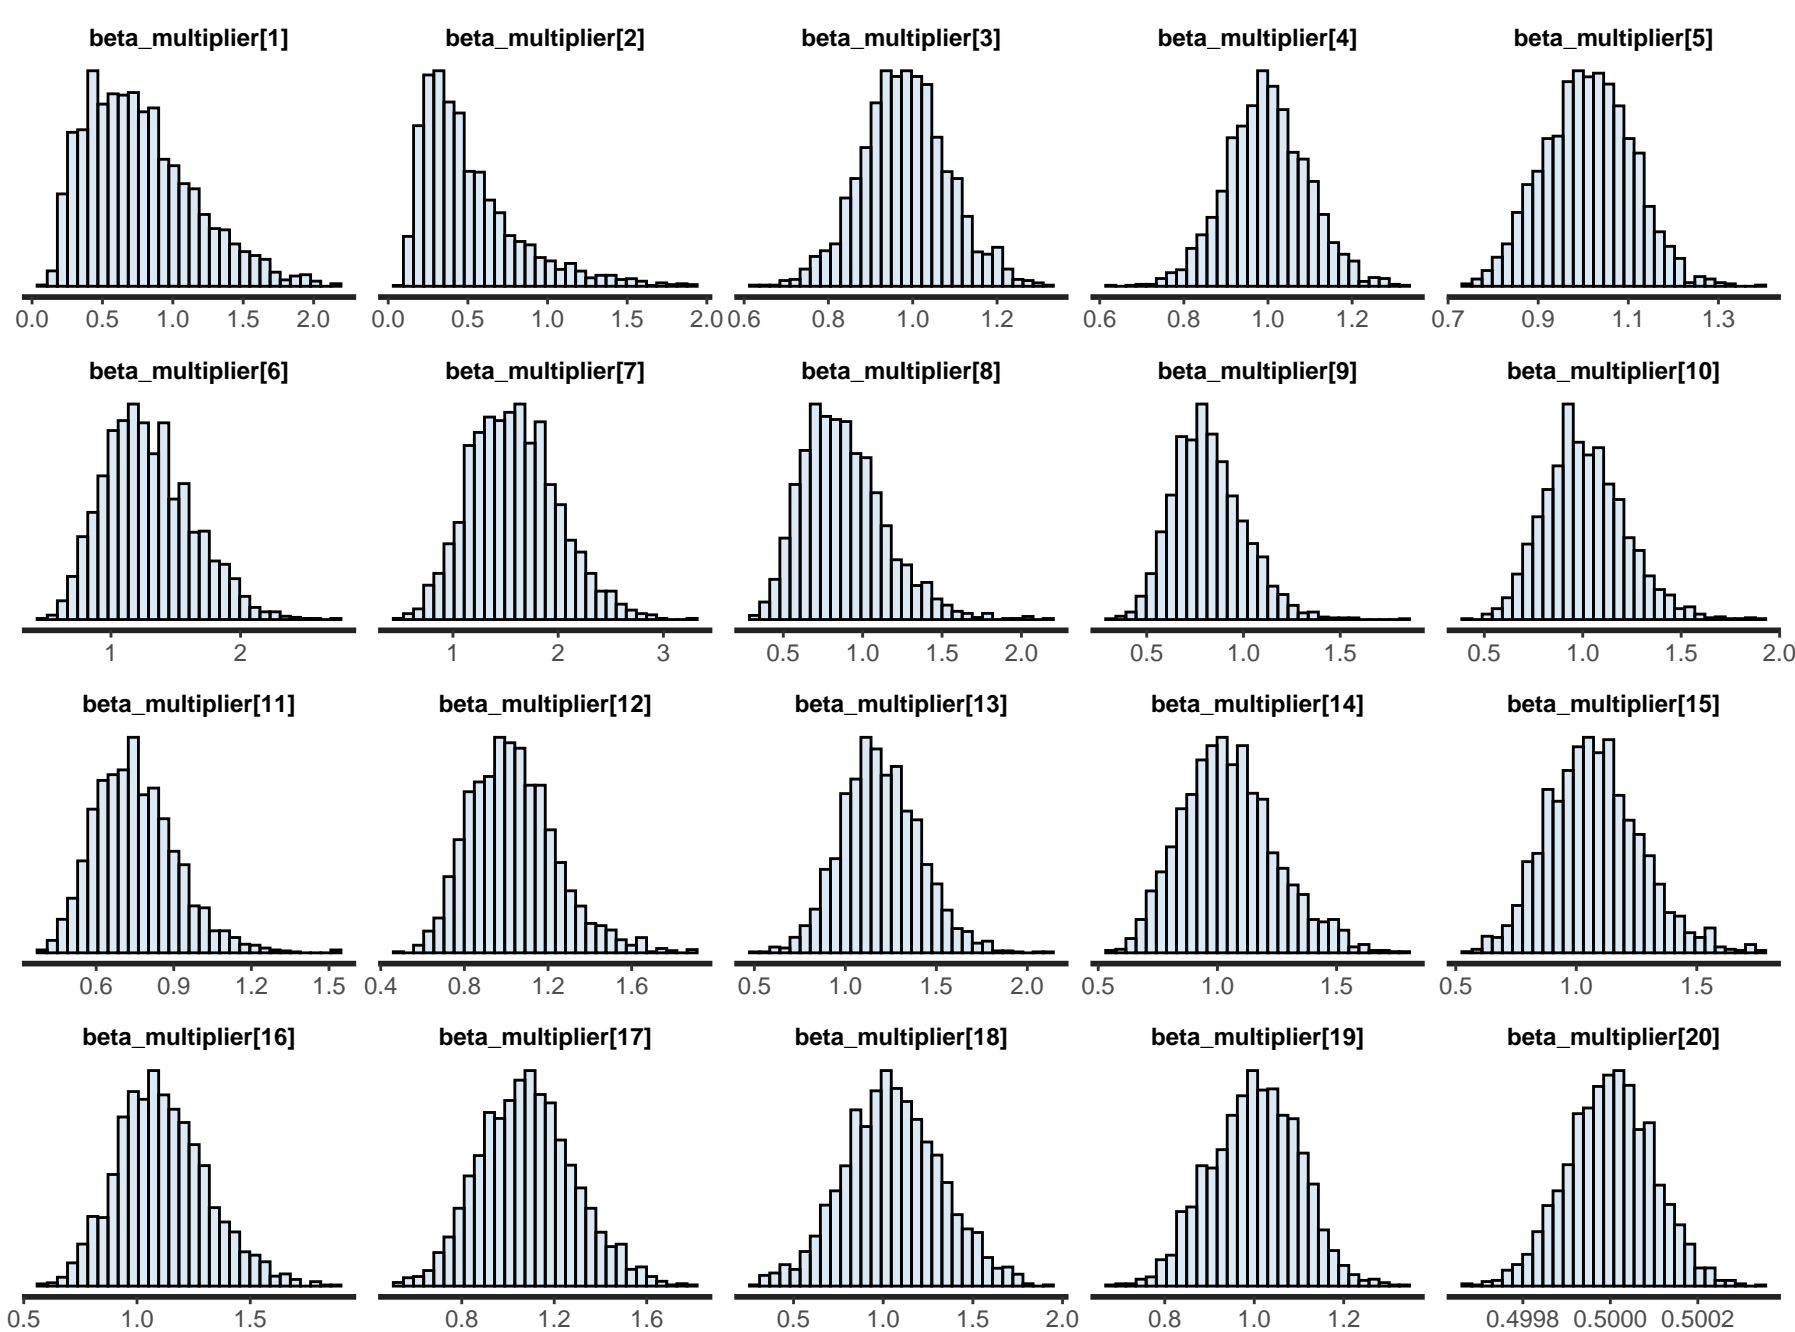 beta_multiplier[1] beta_multiplier[2] beta_multiplier[3] beta_multiplier[4] beta_multiplier[5]
0.0 0.5 1.0 1.5 2.0 0.0 0.5 1.0 1.5 2.0 0.6 0.8 1.0 1.2 0.6 0.8 1.0 1.2 0.7 0.9 1.1 1.3
beta_multiplier[6] beta_multiplier[7] beta_multiplier[8] beta_multiplier[9] beta_multiplier[10]
1 2 1 2 3 0.5 1.0 1.5 2.0 0.5 1.0 1.5 0.5 1.0 1.5 2.0
beta_multiplier[11] beta_multiplier[12] beta_multiplier[13] beta_multiplier[14] beta_multiplier[15]
0.6 0.9 1.2 1.5 0.4 0.8 1.2 1.6 0.5 1.0 1.5 2.0 0.5 1.0 1.5 0.5 1.0 1.5
beta_multiplier[16] beta_multiplier[17] beta_multiplier[18] beta_multiplier[19] beta_multiplier[20]
0.5 1.0 1.5 0.8 1.2 1.6 0.5 1.0 1.5 2.0 0.8 1.0 1.2 0.4998 0.5000 0.5002